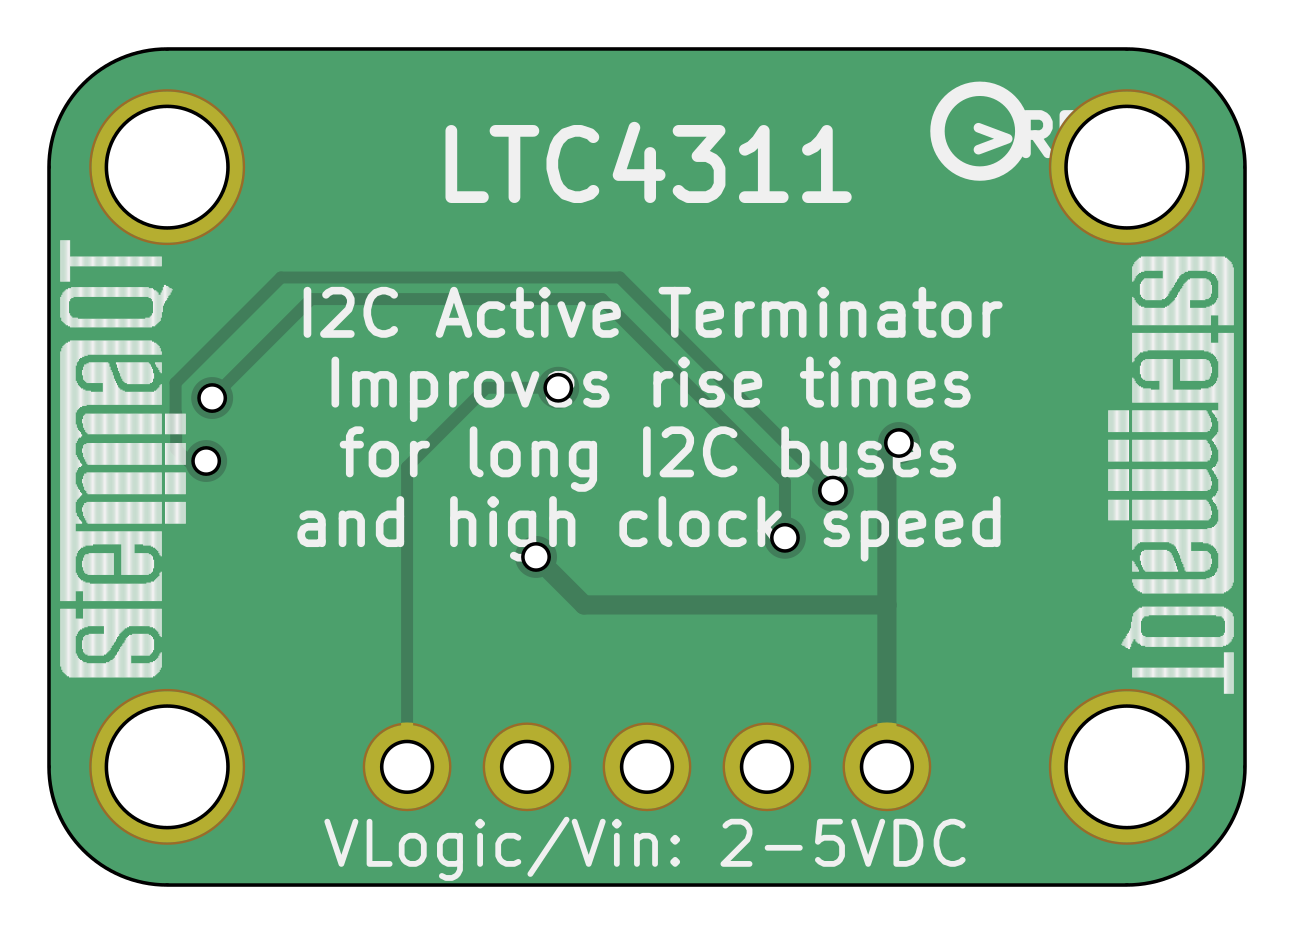 LTC4311
>R
I2C Active Terminator
Improves rise times
for long I2C buses
and high clock speed
stemmaQT
stemmaQT
VLogic/Vin: 2-5VDC